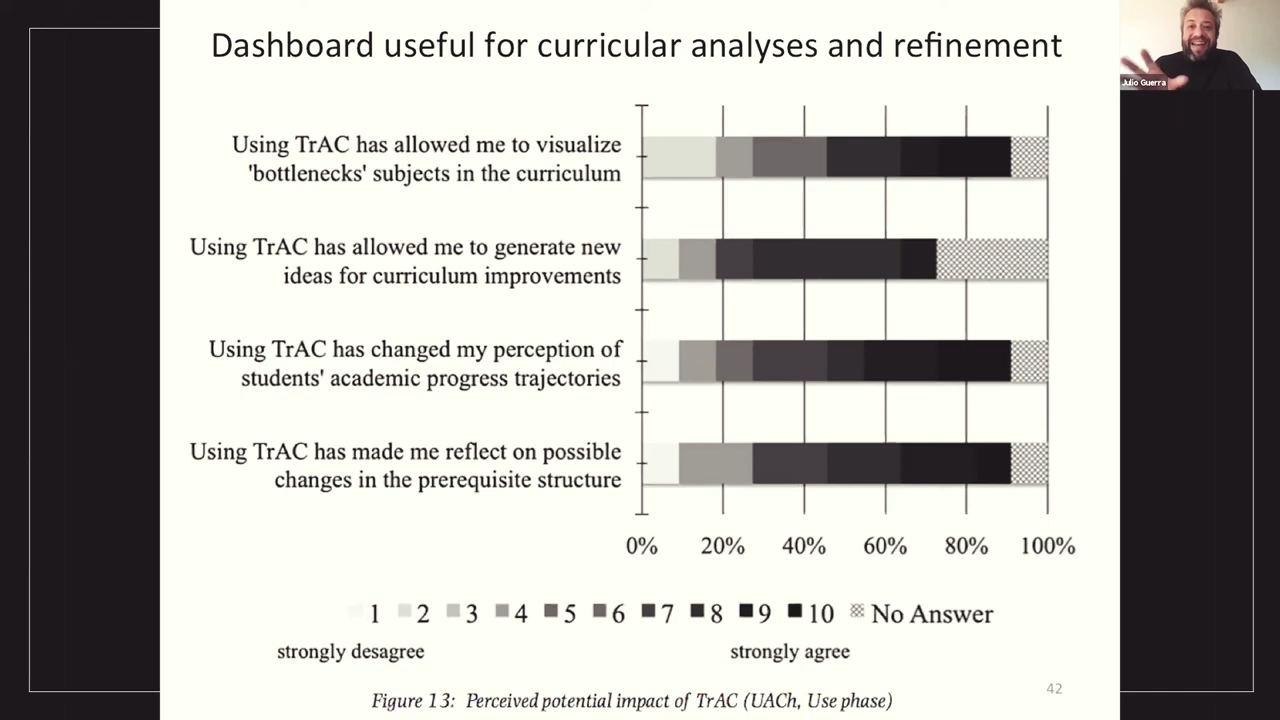 Dashboard useful for curricular analyses and refinement
Julio Guerra
Using TrAC has allowed me to visualize
'bottlenecks' subjects in the curriculum
Using TrAC has allowed me to generate new
ideas for curriculum improvements
Using TrAC has changed my perception of
students' academic progress trajectories
Using TrAC has made me reflect on possible
changes in the prerequisite structure
0% 20% 40% 60% 80% 100%
1 2 3 4 5 6 7 8 9 10 No Answer
strongly desagree strongly agree
42
Figure 13: Perceived potential impact of TrAC (UACh, Use phase)